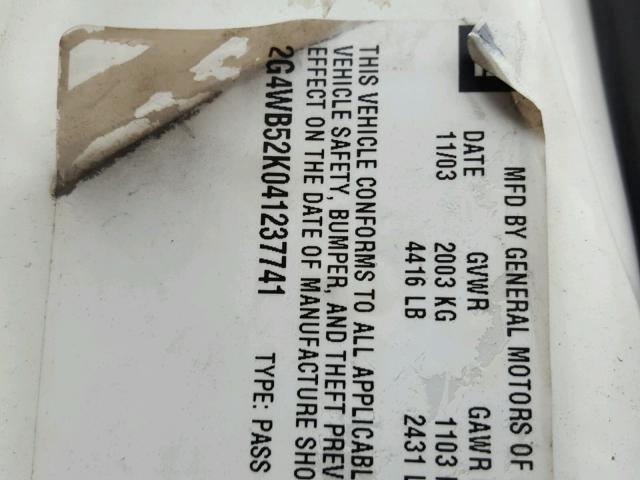 MFD BY GENERAL MOTORS OF
DATE GVWR GAWR
11/03 2003 KG 1103
4416 LB 2431
THIS VEHICLE CONFORMS TO ALL APPLICABL
VEHICLE SAFETY, BUMPER, AND THEFT PREV
EFFECT ON THE DATE OF MANUFACTURE SHO
2G4WB52K041237741 TYPE: PASS